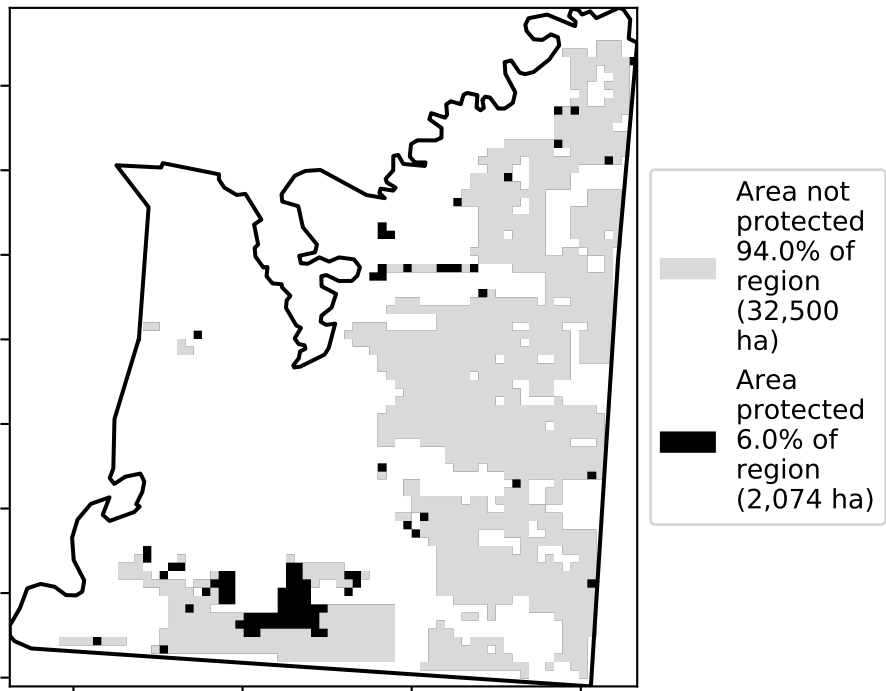 Area not
protected
94.0% of
region
(32,500
ha)
Area
protected
6.0% of
region
(2,074 ha)